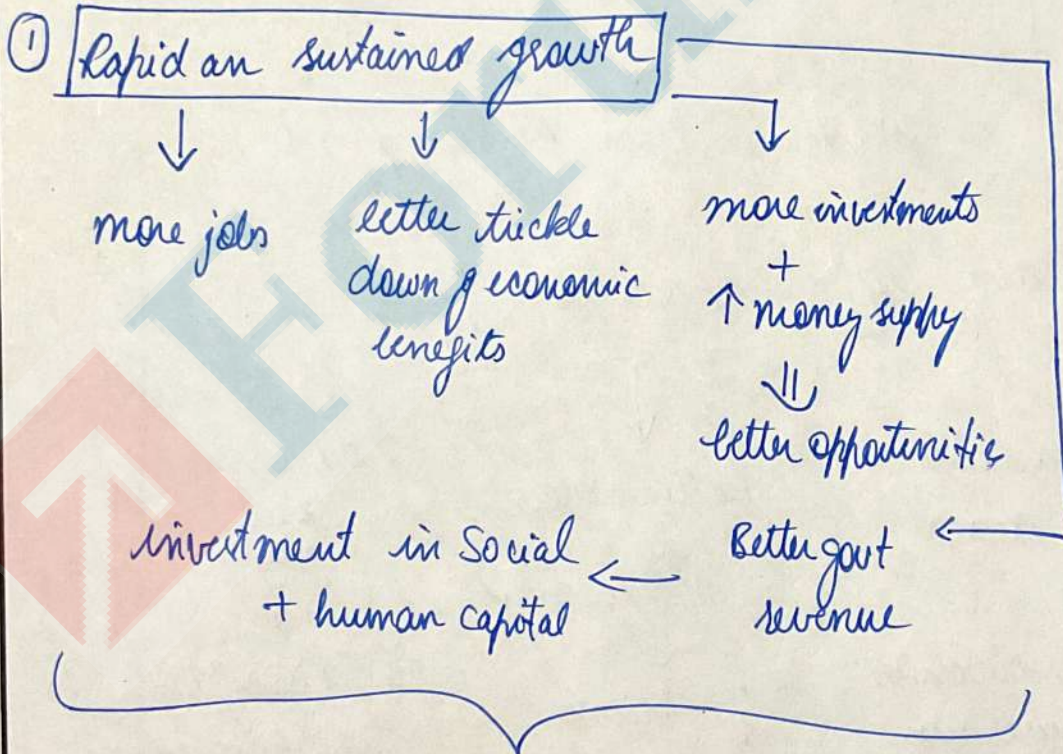 ① Rapid an sustained growth
more jobs
better trickle
down of economic
benefits
more investments
+
↑ money supply
better opportunities
Better govt
revenue
investment in Social
+ human capital
Foru